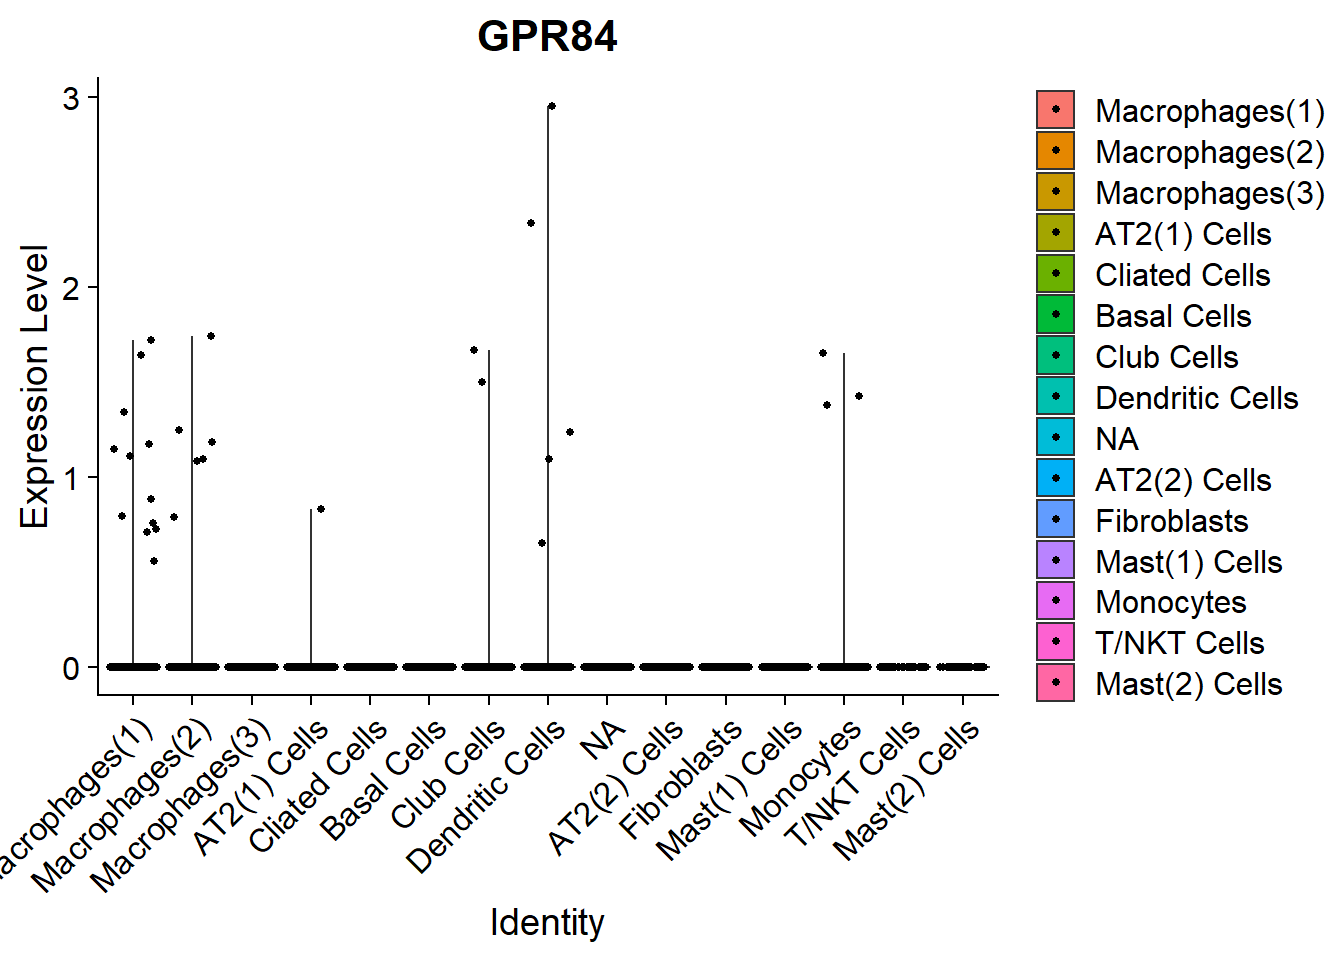 GPR84
Expression Level
3
2
1
0
acrophages(1)
Macrophages(2)
Macrophages(3)
AT2(1) Cells
Cliated Cells
Basal Cells
Club Cells
Dendritic Cells
NA
AT2(2) Cells
Fibroblasts
Mast(1) Cells
Monocytes
T/NKT Cells
Mast(2) Cells
Identity
Macrophages(1)
Macrophages(2)
Macrophages(3)
AT2(1) Cells
Cliated Cells
Basal Cells
Club Cells
Dendritic Cells
NA
AT2(2) Cells
Fibroblasts
Mast(1) Cells
Monocytes
T/NKT Cells
Mast(2) Cells